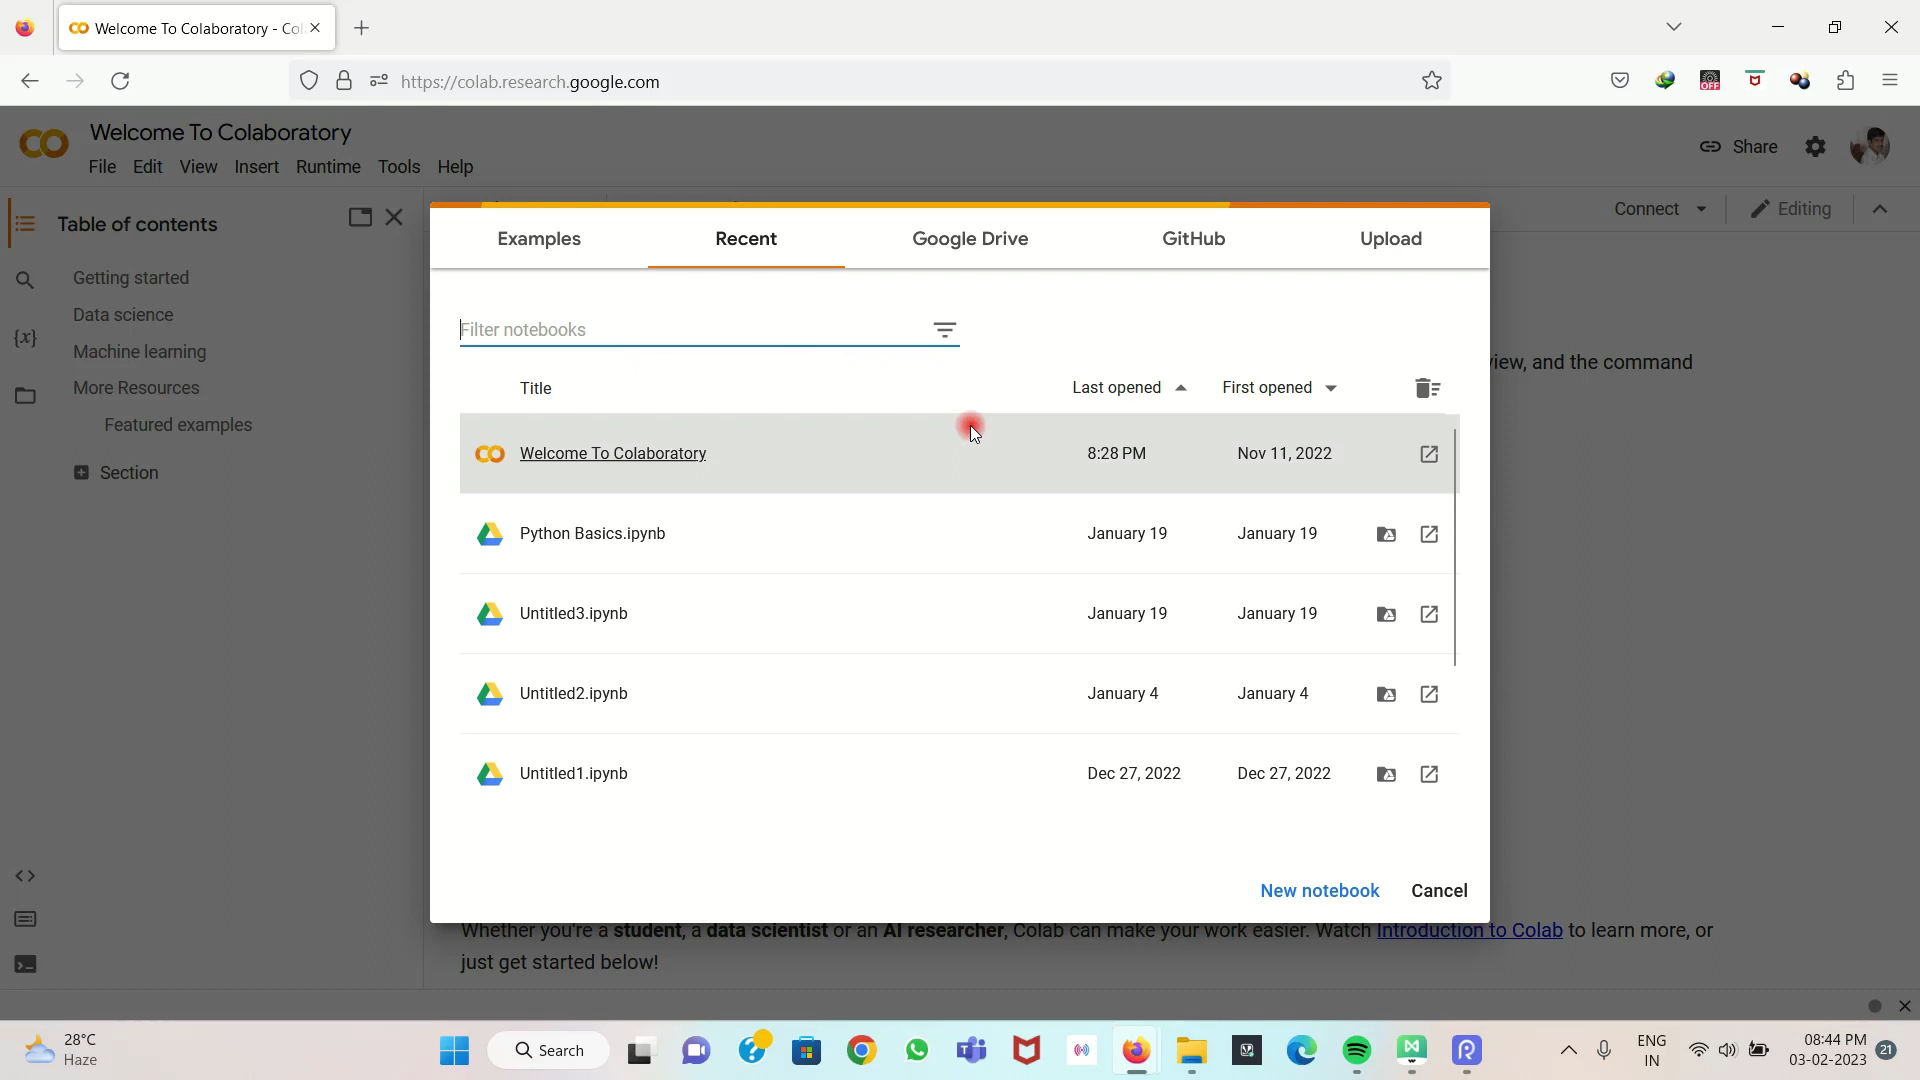 Welcome To Colaboratory - Col
https://colab.research.google.com
OFF
Welcome To Colaboratory
File Edit View Insert Runtime Tools Help
Share
Table of contents
Connect
Editing
Getting started
Data science
Machine learning
More Resources
Featured examples
Section
{x}
Examples Recent Google Drive GitHub Upload
Filter notebooks
iew, and the command
Title Last opened First opened
Welcome To Colaboratory 8:28 PM Nov 11, 2022
Python Basics.ipynb January 19 January 19
Untitled3.ipynb January 19 January 19
Untitled2.ipynb January 4 January 4
Untitled1.ipynb Dec 27, 2022 Dec 27, 2022
New notebook Cancel
Whether you're a student, a data scientist or an AI researcher, Colab can make your work easier. Watch Introduction to Colab to learn more, or
just get started below!
28°C
Haze
Search
ENG
IN
08:44 PM
03-02-2023
21